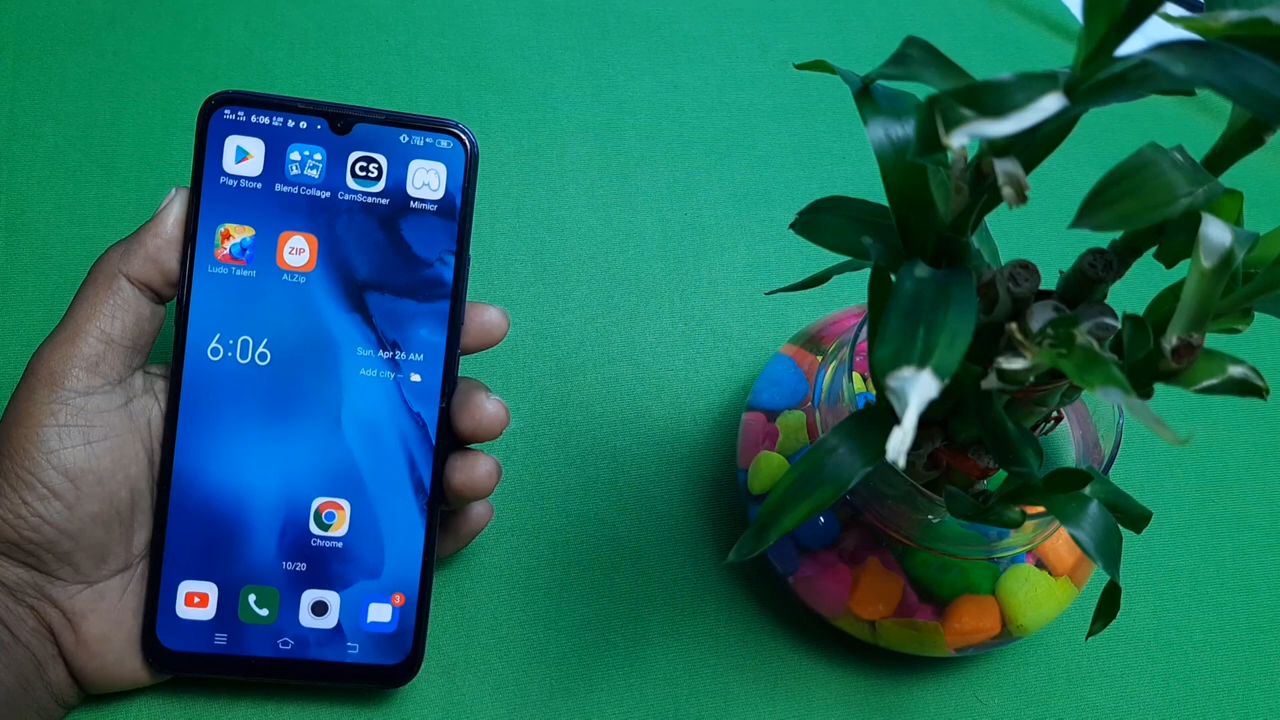 6:06
Play Store
Blend Collage
CS
CamScanner
Mimicr
Ludo Talent
ZIP
ALZip
6:06
Sun, Apr 26 AM
Add city –
Chrome
10/20
3